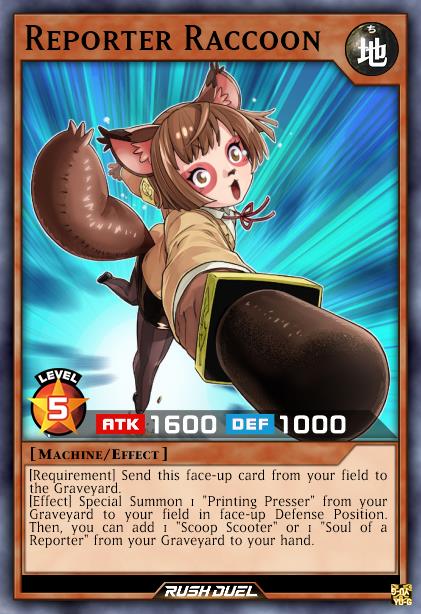 Reporter Raccoon
ち
地
LEVEL
5
ATK 1600 DEF 1000
[Machine/Effect]
[Requirement] Send this face-up card from your field to
the Graveyard.
[Effect] Special Summon 1 "Printing Presser" from your
Graveyard to your field in face-up Defense Position.
Then, you can add 1 "Scoop Scooter" or 1 "Soul of a
Reporter" from your Graveyard to your hand.
RUSH DUEL